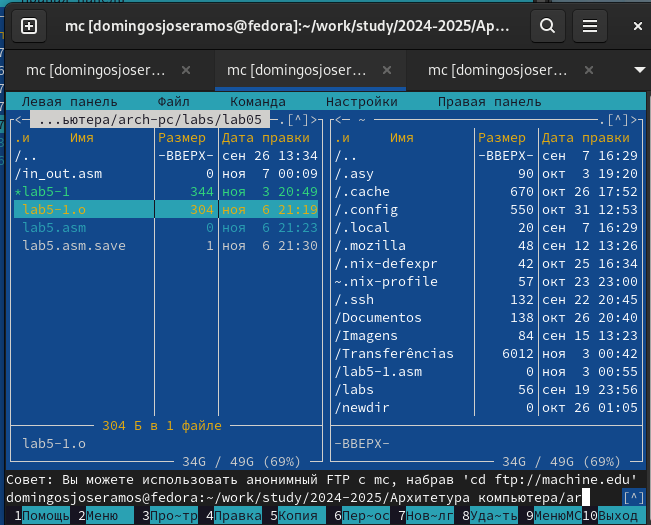 mc [domingosjoseramos@fedora]:~/work/study/2024-2025/Ар...
mc [domingosjoser... × mc [domingosjoser... × mc [domingosjoser... ×
Левая панель Файл Команда Настройки Правая панель
<— ...ьютера/arch-pc/labs/lab05 —.[^]>
.и Имя Размер Дата правки
/.. -ВВЕРХ- сен 26 13:34
/in_out.asm 0 ноя 7 00:09
*lab5-1 344 ноя 3 20:49
lab5-1.o 304 ноя 6 21:19
lab5.asm 0 ноя 6 21:23
lab5.asm.save 1 ноя 6 21:30
304 Б в 1 файле
lab5-1.o
34G / 49G (69%)
<— ~ —.[^]>
.и Имя Размер Дата правки
/.. -ВВЕРХ- сен 7 16:29
/.asy 90 окт 3 19:20
/.cache 670 окт 26 17:52
/.config 550 окт 31 12:53
/.local 20 сен 7 16:29
/.mozilla 48 сен 12 13:26
/.nix-defexpr 42 окт 25 16:34
~.nix-profile 57 окт 23 23:00
/.ssh 132 сен 22 20:45
/Documentos 138 окт 26 20:40
/Imagens 84 сен 15 13:23
/Transferências 6012 ноя 3 00:42
/lab5-1.asm 0 ноя 3 00:55
/labs 56 сен 19 23:56
/newdir 0 окт 26 01:05
-ВВЕРХ-
34G / 49G (69%)
Совет: Вы можете использовать анонимный FTP с mc, набрав 'cd ftp://machine.edu'
domingosjoseramos@fedora:~/work/study/2024-2025/Архитетура компьютера/ar [^]
1Помощь 2Меню 3Про~тр 4Правка 5Копия 6Пер~ос 7Нов~лг 8Уда~ть 9МенюМС 10Выход